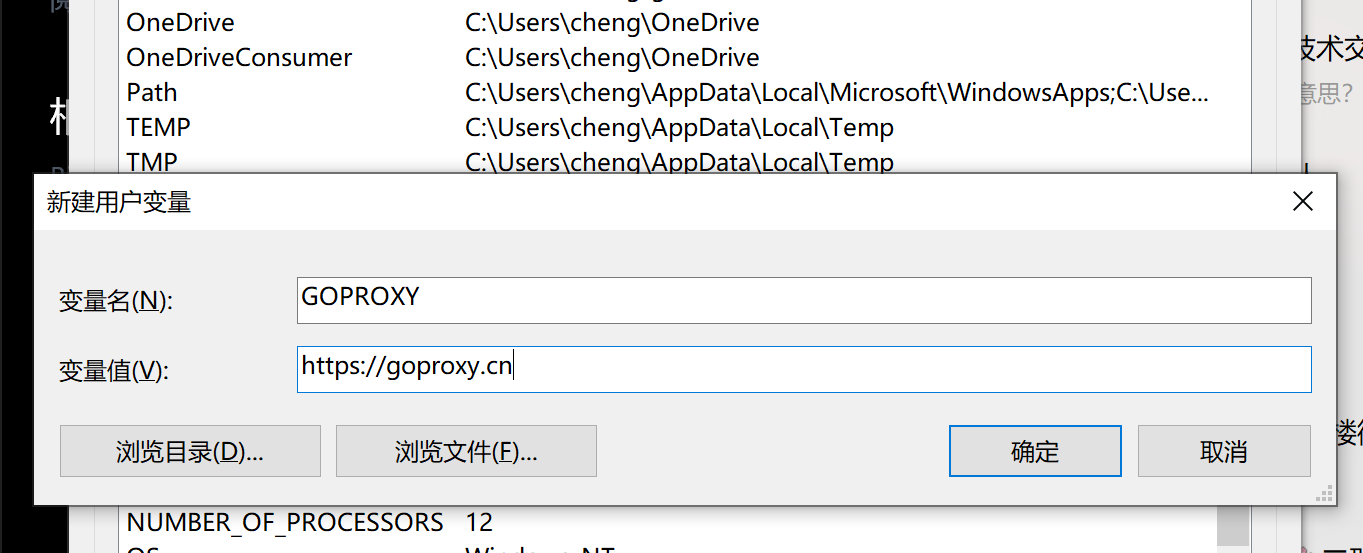 OneDrive C:\Users\cheng\OneDrive
OneDriveConsumer C:\Users\cheng\OneDrive
Path C:\Users\cheng\AppData\Local\Microsoft\WindowsApps;C:\Use...
TEMP C:\Users\cheng\AppData\Local\Temp
TMP C:\Users\cheng\AppData\Local\Temp
技术交
意思?
新建用户变量
变量名(N): GOPROXY
变量值(V): https://goproxy.cn
浏览目录(D)... 浏览文件(F)... 确定 取消
NUMBER_OF_PROCESSORS 12